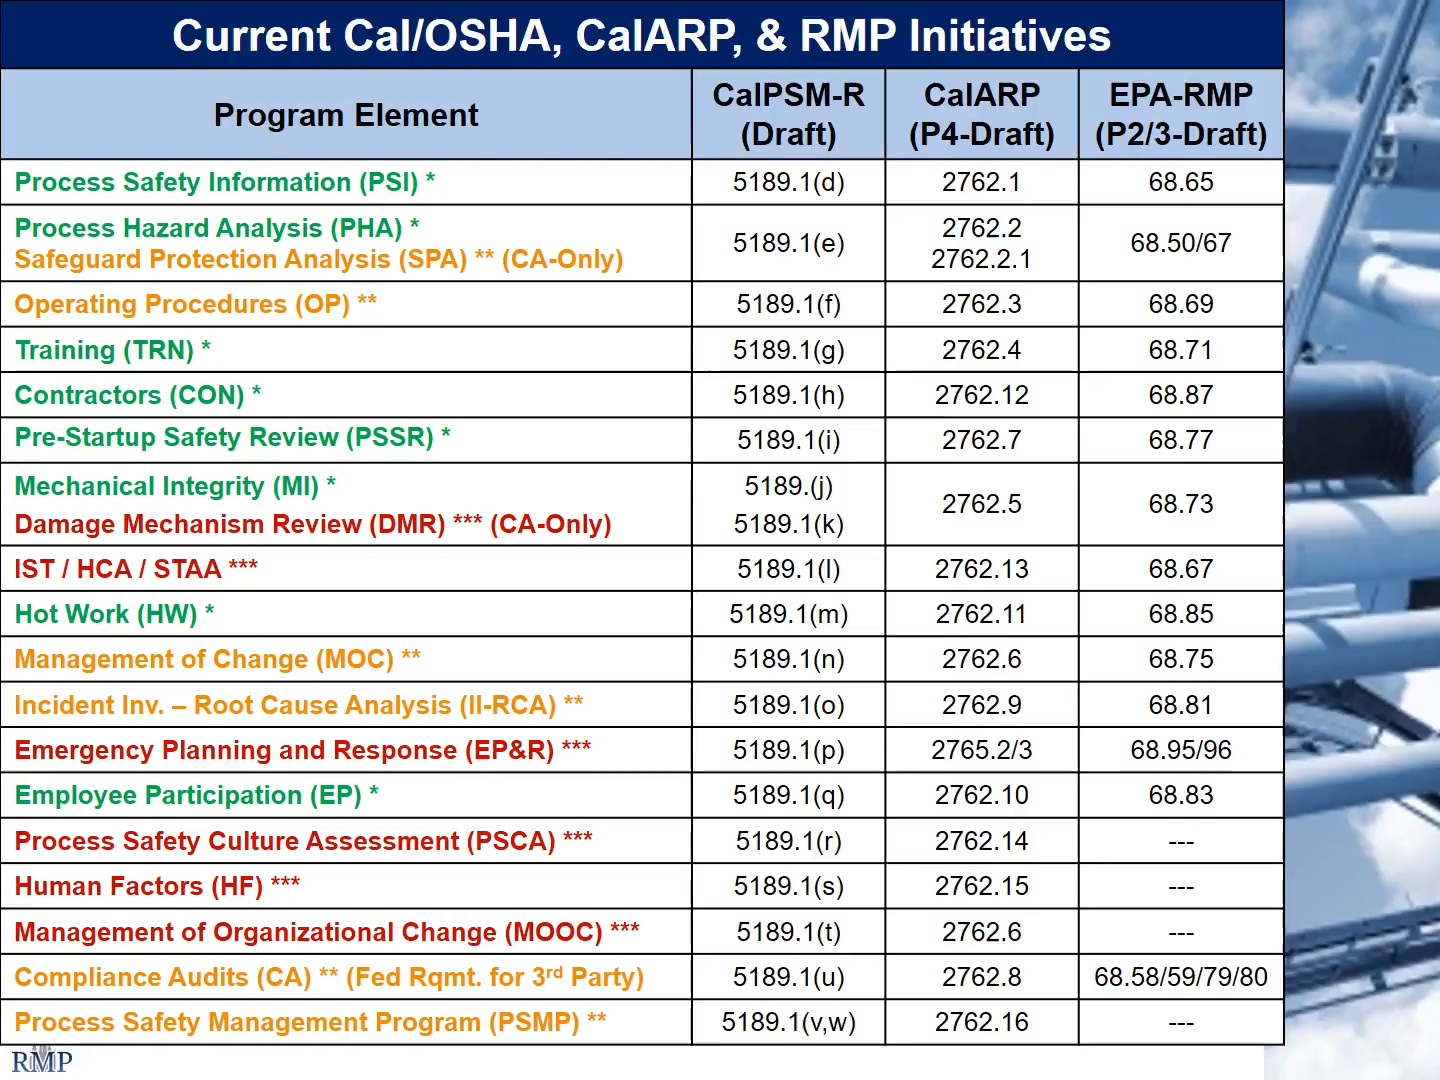 Current Cal/OSHA, CalARP, & RMP Initiatives
Program Element
CalPSM-R
(Draft)
CalARP
(P4-Draft)
EPA-RMP
(P2/3-Draft)
Process Safety Information (PSI) * 5189.1(d) 2762.1 68.65
Process Hazard Analysis (PHA) *
Safeguard Protection Analysis (SPA) ** (CA-Only)
5189.1(e)
2762.2
2762.2.1
68.50/67
Operating Procedures (OP) ** 5189.1(f) 2762.3 68.69
Training (TRN) * 5189.1(g) 2762.4 68.71
Contractors (CON) * 5189.1(h) 2762.12 68.87
Pre-Startup Safety Review (PSSR) * 5189.1(i) 2762.7 68.77
Mechanical Integrity (MI) *
Damage Mechanism Review (DMR) *** (CA-Only)
5189.(j)
5189.1(k)
2762.5
68.73
IST / HCA / STAA *** 5189.1(l) 2762.13 68.67
Hot Work (HW) * 5189.1(m) 2762.11 68.85
Management of Change (MOC) ** 5189.1(n) 2762.6 68.75
Incident Inv. – Root Cause Analysis (II-RCA) ** 5189.1(o) 2762.9 68.81
Emergency Planning and Response (EP&R) *** 5189.1(p) 2765.2/3 68.95/96
Employee Participation (EP) * 5189.1(q) 2762.10 68.83
Process Safety Culture Assessment (PSCA) *** 5189.1(r) 2762.14 ---
Human Factors (HF) *** 5189.1(s) 2762.15 ---
Management of Organizational Change (MOOC) *** 5189.1(t) 2762.6 ---
Compliance Audits (CA) ** (Fed Rqmt. for 3rd Party) 5189.1(u) 2762.8 68.58/59/79/80
Process Safety Management Program (PSMP) ** 5189.1(v,w) 2762.16 ---
RMP